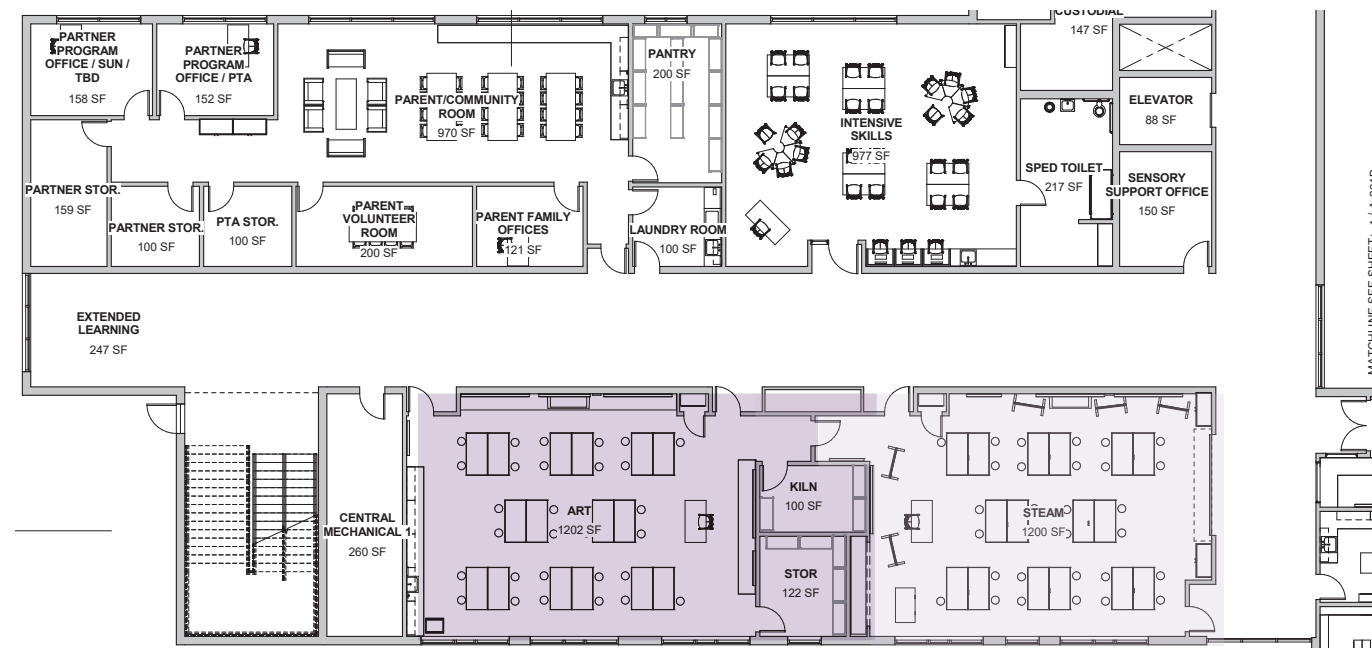 PARTNER
PROGRAM
OFFICE / SUN /
TBD
158 SF
PARTNER
PROGRAM
OFFICE / PTA
152 SF
PARENT/COMMUNITY
ROOM
970 SF
PANTRY
200 SF
INTENSIVE
SKILLS
977 SF
CUSTODIAL
147 SF
ELEVATOR
88 SF
SPED TOILET
217 SF
SENSORY
SUPPORT OFFICE
150 SF
PARTNER STOR.
159 SF
PARTNER STOR.
100 SF
PTA STOR.
100 SF
PARENT
VOLUNTEER
ROOM
200 SF
PARENT FAMILY
OFFICES
121 SF
LAUNDRY ROOM
100 SF
EXTENDED
LEARNING
247 SF
MATCHLINE SEE SHEET
CENTRAL
MECHANICAL 1
260 SF
ART
1202 SF
KILN
100 SF
STOR
122 SF
STEAM
1200 SF